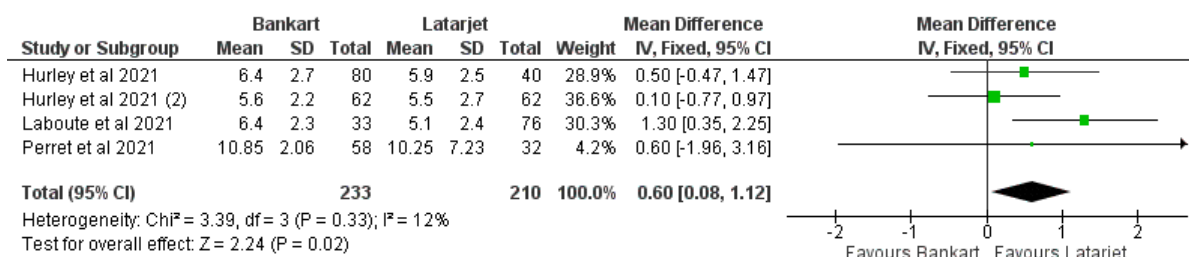 Bankart Latarjet Mean Difference Mean Difference
Study or Subgroup Mean SD Total Mean SD Total Weight IV, Fixed, 95% CI IV, Fixed, 95% CI
Hurley et al 2021 6.4 2.7 80 5.9 2.5 40 28.9% 0.50 [-0.47, 1.47]
Hurley et al 2021 (2) 5.6 2.2 62 5.5 2.7 62 36.6% 0.10 [-0.77, 0.97]
Laboute et al 2021 6.4 2.3 33 5.1 2.4 76 30.3% 1.30 [0.35, 2.25]
Perret et al 2021 10.85 2.06 58 10.25 7.23 32 4.2% 0.60 [-1.96, 3.16]
Total (95% CI) 233 210 100.0% 0.60 [0.08, 1.12]
Heterogeneity: Chi² = 3.39, df = 3 (P = 0.33); I² = 12%
Test for overall effect: Z = 2.24 (P = 0.02)
-2 -1 0 1 2
Favours Bankart Favours Latarjet